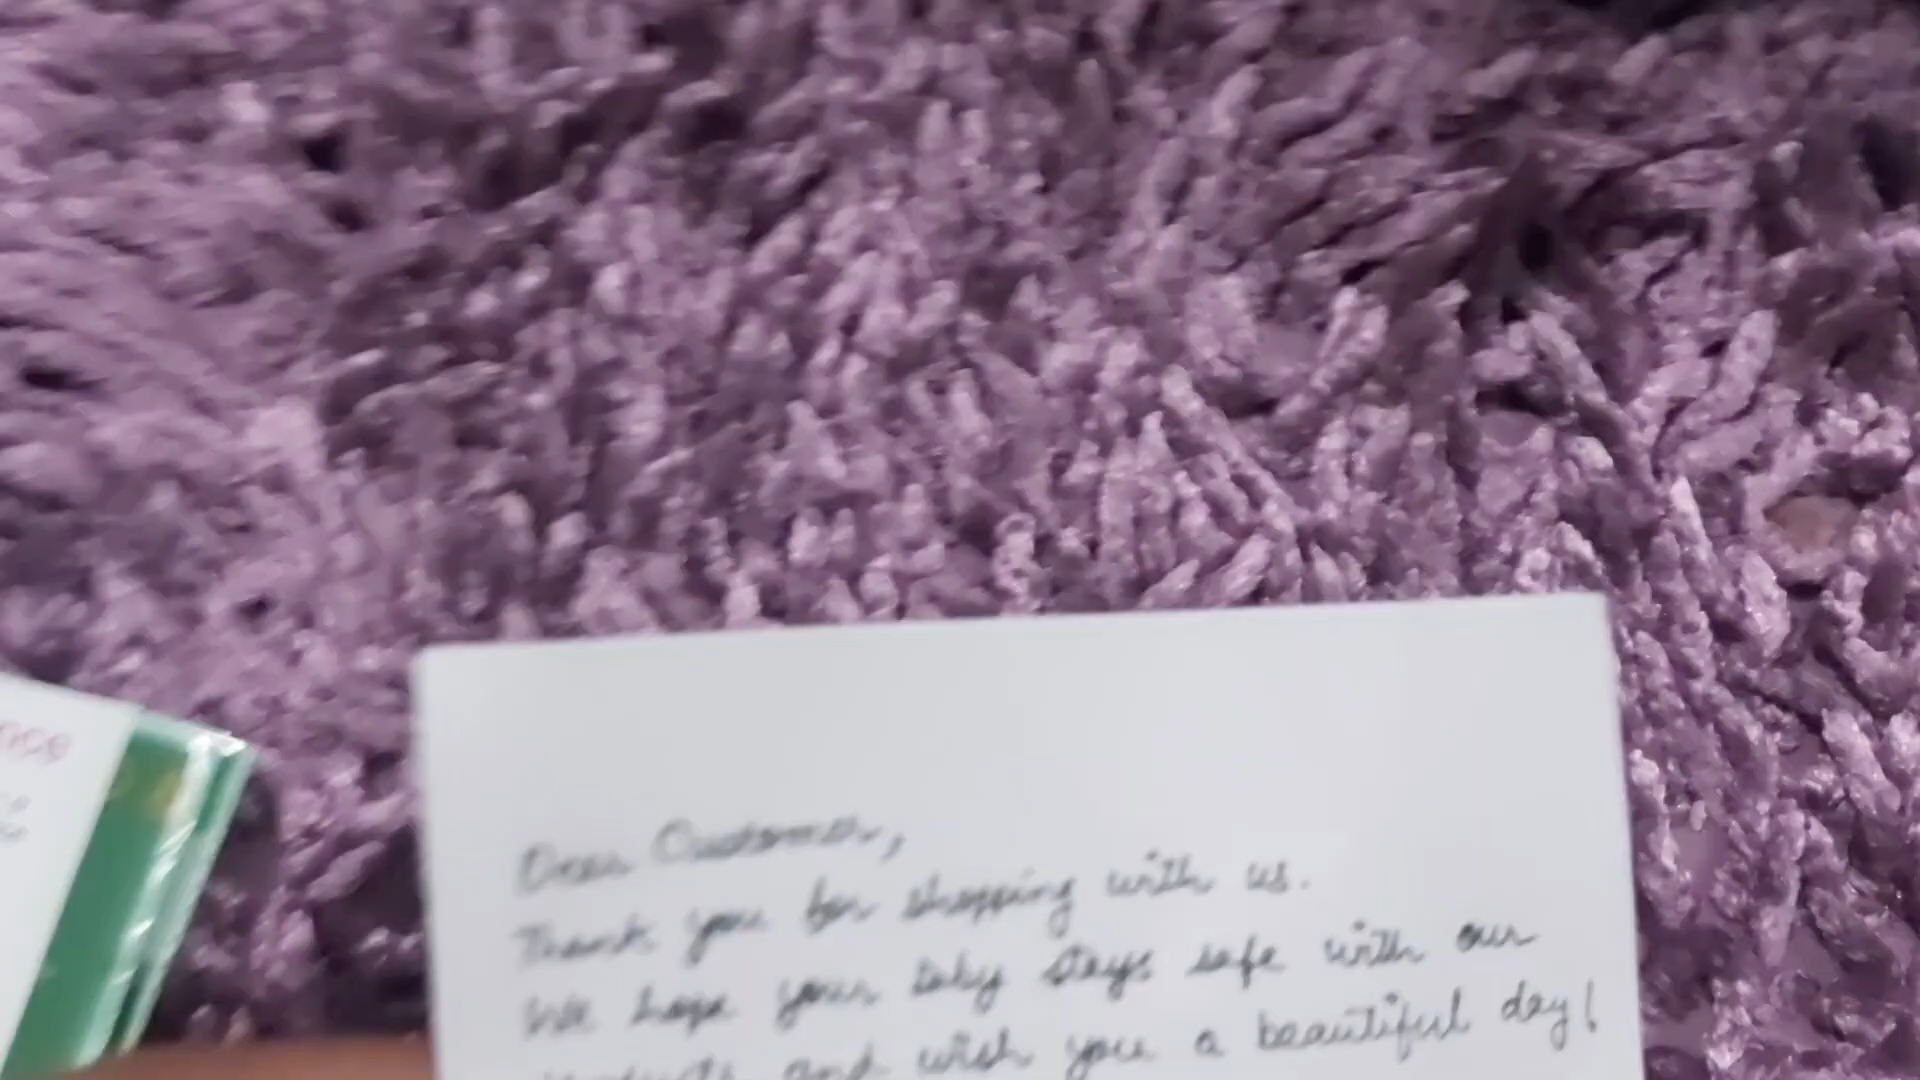 Dear Customer,
Thank you for shopping with us.
We hope your baby stays safe with our
products and wish you a beautiful day!